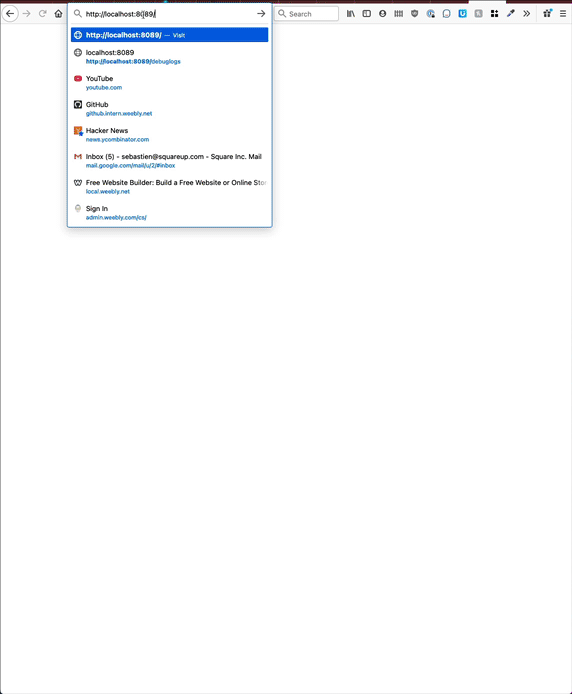 http://localhost:8089/
Search
http://localhost:8089/ — Visit
localhost:8089
http://localhost:8089/debuglogs
YouTube
youtube.com
GitHub
github.intern.weebly.net
Hacker News
news.ycombinator.com
Inbox (5) - sebastien@squareup.com - Square Inc. Mail
mail.google.com/mail/u/2/#inbox
Free Website Builder: Build a Free Website or Online Stor
local.weebly.net
Sign In
admin.weebly.com/cs/